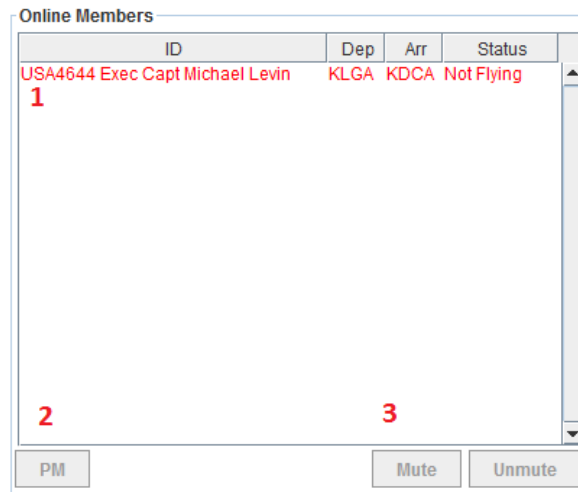 Online Members
ID Dep Arr Status
USA4644 Exec Capt Michael Levin KLGA KDCA Not Flying
1
2 3
PM Mute Unmute